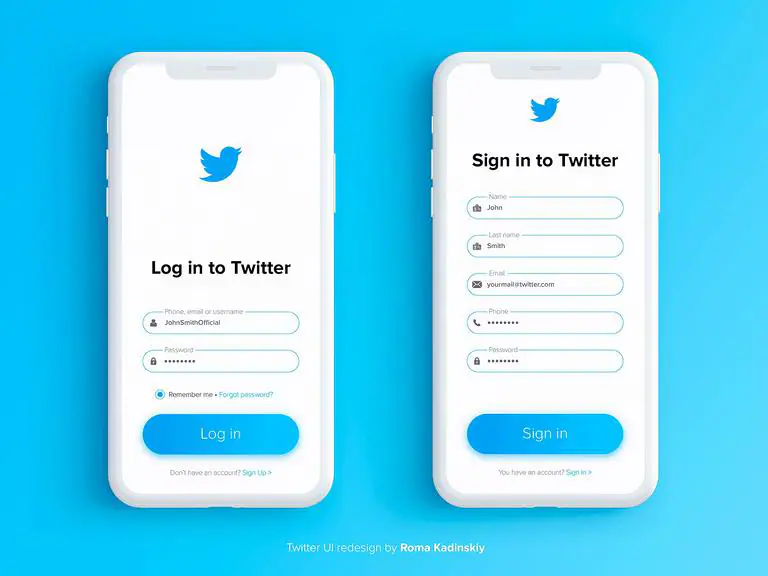 Log in to Twitter
Phone, email or username
JohnSmithOfficial
Password
••••••••
Remember me • Forgot password?
Log in
Don't have an account? Sign Up >
Sign in to Twitter
Name
John
Last name
Smith
Email
yourmail@twitter.com
Phone
••••••••
Password
••••••••
Sign in
You have an account? Sign in >
Twitter UI redesign by Roma Kadinskiy